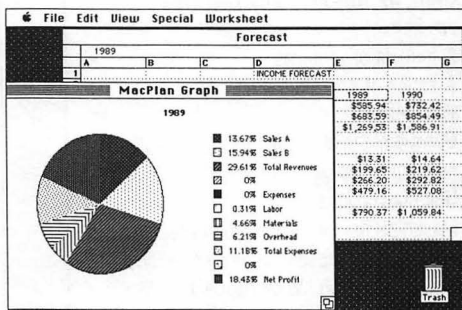 File Edit View Special Worksheet
Forecast
1989
A B C D E F G
1 INCOME FORECAST
MacPlan Graph
1989 1990
1989
$585.94 $732.42
$683.59 $854.49
$1,269.53 $1,586.91
13.67% Sales A
15.94% Sales B
29.61% Total Revenues
0%
0% Expenses
0.31% Labor
4.66% Materials
6.21% Overhead
11.18% Total Expenses
0%
18.43% Net Profit
$13.31 $14.64
$199.65 $219.62
$266.20 $292.82
$479.16 $527.08
$790.37 $1,059.84
Trash